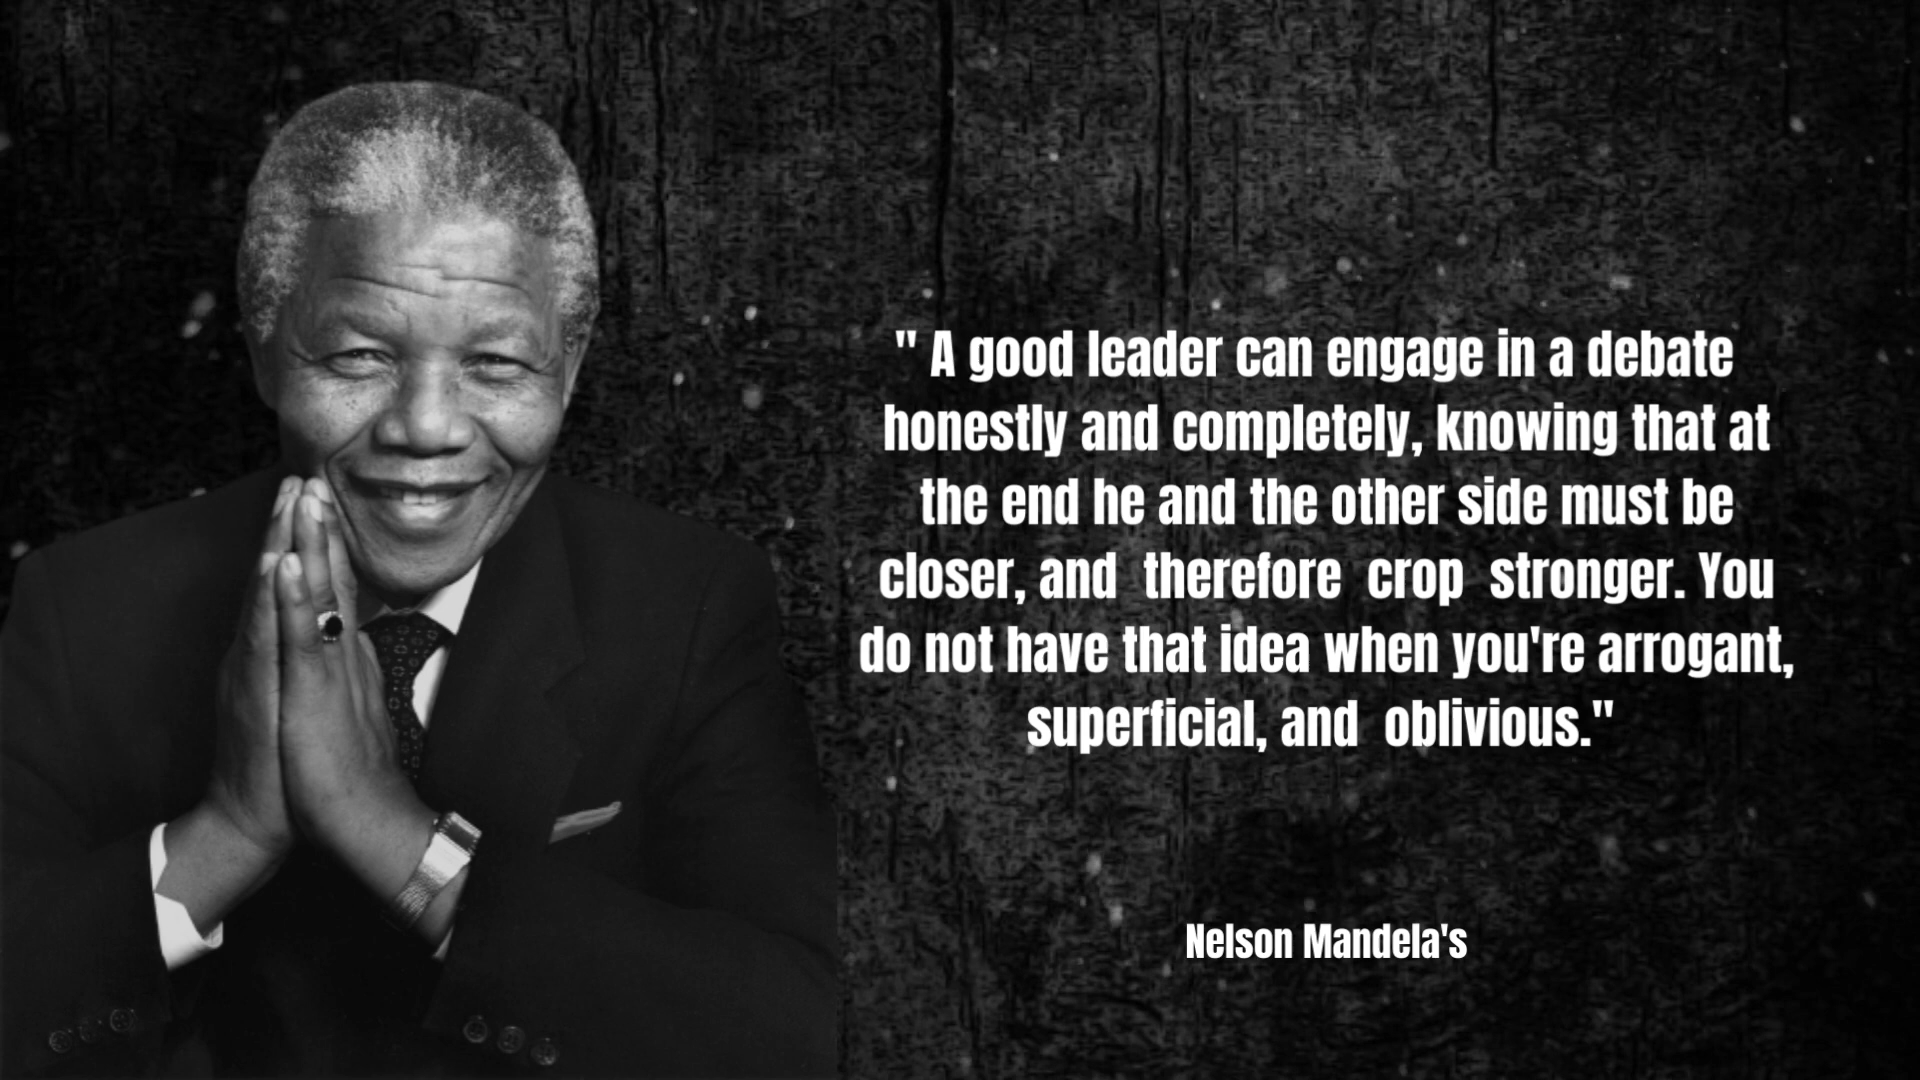 " A good leader can engage in a debate
honestly and completely, knowing that at
the end he and the other side must be
closer, and therefore crop stronger. You
do not have that idea when you're arrogant,
superficial, and oblivious."
Nelson Mandela's